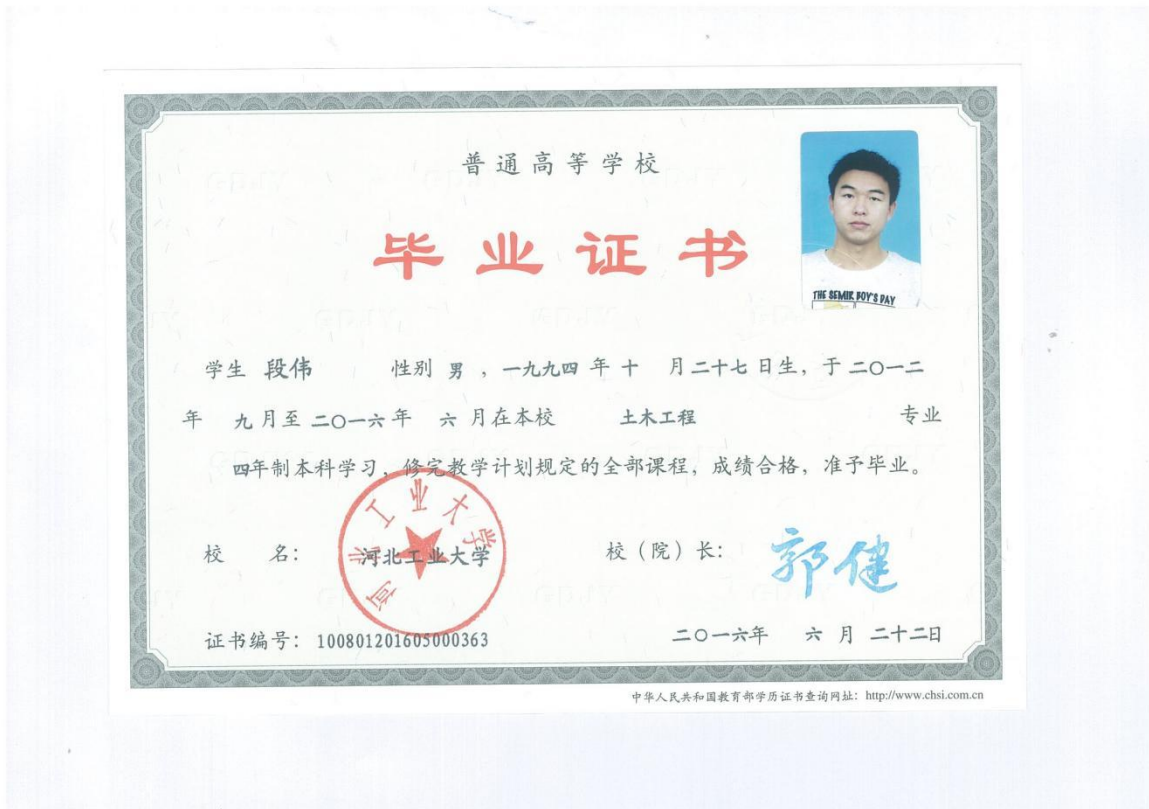 普通高等学校
毕业证书
THE SEMIR BOY'S DAY
学生 段伟 性别 男 ，一九九四 年 十 月 二十七 日生，于 二〇一二
年 九 月至 二〇一六 年 六 月在本校 土木工程 专业
四年制本科学习，修完教学计划规定的全部课程，成绩合格，准予毕业。
河北工业大学
校 名： 河北工业大学 校（院）长： 郭健
证书编号： 100801201605000363 二〇一六年 六 月 二十二日
中华人民共和国教育部学历证书查询网址：http://www.chsi.com.cn